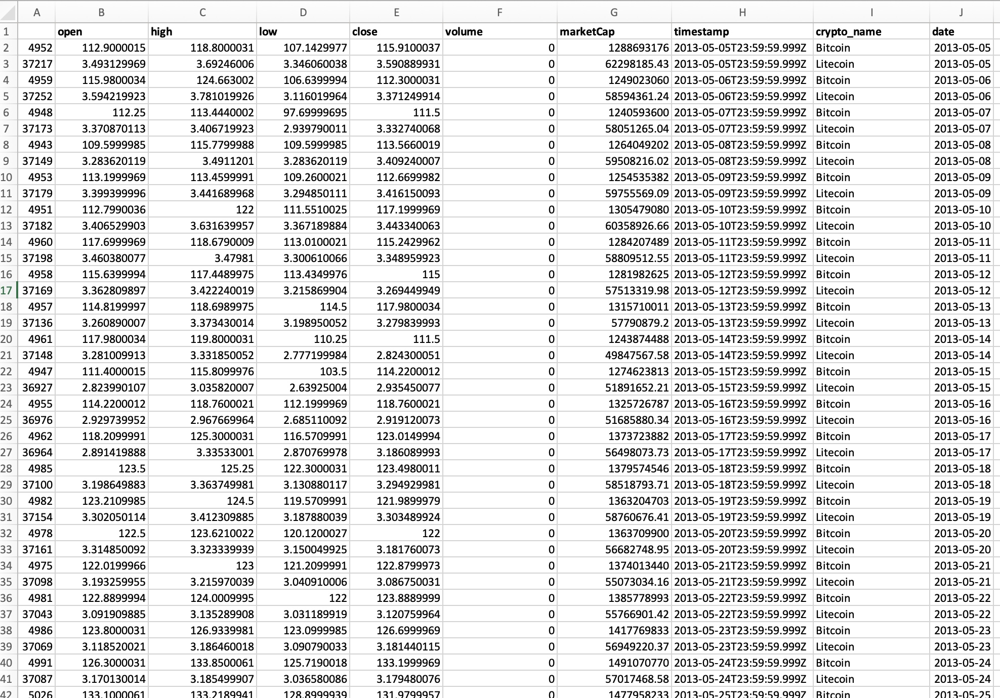 A B C D E F G H I J
1 open high low close volume marketCap timestamp crypto_name date
2 4952 112.9000015 118.8000031 107.1429977 115.9100037 0 1288693176 2013-05-05T23:59:59.999Z Bitcoin 2013-05-05
3 37217 3.493129969 3.69246006 3.346060038 3.590889931 0 62298185.43 2013-05-05T23:59:59.999Z Litecoin 2013-05-05
4 4959 115.9800034 124.663002 106.6399994 112.3000031 0 1249023060 2013-05-06T23:59:59.999Z Bitcoin 2013-05-06
5 37252 3.594219923 3.781019926 3.116019964 3.371249914 0 58594361.24 2013-05-06T23:59:59.999Z Litecoin 2013-05-06
6 4948 112.25 113.4440002 97.69999695 111.5 0 1240593600 2013-05-07T23:59:59.999Z Bitcoin 2013-05-07
7 37173 3.370870113 3.406719923 2.939790011 3.332740068 0 58051265.04 2013-05-07T23:59:59.999Z Litecoin 2013-05-07
8 4943 109.5999985 115.7799988 109.5999985 113.5660019 0 1264049202 2013-05-08T23:59:59.999Z Bitcoin 2013-05-08
9 37149 3.283620119 3.4911201 3.283620119 3.409240007 0 59508216.02 2013-05-08T23:59:59.999Z Litecoin 2013-05-08
10 4953 113.1999969 113.4599991 109.2600021 112.6699982 0 1254535382 2013-05-09T23:59:59.999Z Bitcoin 2013-05-09
11 37179 3.399399996 3.441689968 3.294850111 3.416150093 0 59755569.09 2013-05-09T23:59:59.999Z Litecoin 2013-05-09
12 4951 112.7990036 122 111.5510025 117.1999969 0 1305479080 2013-05-10T23:59:59.999Z Bitcoin 2013-05-10
13 37182 3.406529903 3.631639957 3.367189884 3.443340063 0 60358926.66 2013-05-10T23:59:59.999Z Litecoin 2013-05-10
14 4960 117.6999969 118.6790009 113.0100021 115.2429962 0 1284207489 2013-05-11T23:59:59.999Z Bitcoin 2013-05-11
15 37198 3.460380077 3.47981 3.300610066 3.348959923 0 58809512.55 2013-05-11T23:59:59.999Z Litecoin 2013-05-11
16 4958 115.6399994 117.4489975 113.4349976 115 0 1281982625 2013-05-12T23:59:59.999Z Bitcoin 2013-05-12
17 37169 3.362809897 3.422240019 3.215869904 3.269449949 0 57513319.98 2013-05-12T23:59:59.999Z Litecoin 2013-05-12
18 4957 114.8199997 118.6989975 114.5 117.9800034 0 1315710011 2013-05-13T23:59:59.999Z Bitcoin 2013-05-13
19 37136 3.260890007 3.373430014 3.198950052 3.279839993 0 57790879.2 2013-05-13T23:59:59.999Z Litecoin 2013-05-13
20 4961 117.9800034 119.8000031 110.25 111.5 0 1243874488 2013-05-14T23:59:59.999Z Bitcoin 2013-05-14
21 37148 3.281009913 3.331850052 2.777199984 2.824300051 0 49847567.58 2013-05-14T23:59:59.999Z Litecoin 2013-05-14
22 4947 111.4000015 115.8099976 103.5 114.2200012 0 1274623813 2013-05-15T23:59:59.999Z Bitcoin 2013-05-15
23 36927 2.823990107 3.035820007 2.63925004 2.935450077 0 51891652.21 2013-05-15T23:59:59.999Z Litecoin 2013-05-15
24 4955 114.2200012 118.7600021 112.1999969 118.7600021 0 1325726787 2013-05-16T23:59:59.999Z Bitcoin 2013-05-16
25 36976 2.929739952 2.967669964 2.685110092 2.919120073 0 51685880.34 2013-05-16T23:59:59.999Z Litecoin 2013-05-16
26 4962 118.2099991 125.3000031 116.5709991 123.0149994 0 1373723882 2013-05-17T23:59:59.999Z Bitcoin 2013-05-17
27 36964 2.891419888 3.33533001 2.870769978 3.186089993 0 56498073.73 2013-05-17T23:59:59.999Z Litecoin 2013-05-17
28 4985 123.5 125.25 122.3000031 123.4980011 0 1379574546 2013-05-18T23:59:59.999Z Bitcoin 2013-05-18
29 37100 3.198649883 3.363749981 3.130880117 3.294929981 0 58518793.71 2013-05-18T23:59:59.999Z Litecoin 2013-05-18
30 4982 123.2109985 124.5 119.5709991 121.9899979 0 1363204703 2013-05-19T23:59:59.999Z Bitcoin 2013-05-19
31 37154 3.302050114 3.412309885 3.187880039 3.303489924 0 58760676.41 2013-05-19T23:59:59.999Z Litecoin 2013-05-19
32 4978 122.5 123.6210022 120.1200027 122 0 1363709900 2013-05-20T23:59:59.999Z Bitcoin 2013-05-20
33 37161 3.314850092 3.323339939 3.150049925 3.181760073 0 56682748.95 2013-05-20T23:59:59.999Z Litecoin 2013-05-20
34 4975 122.0199966 123 121.2099991 122.8799973 0 1374013440 2013-05-21T23:59:59.999Z Bitcoin 2013-05-21
35 37098 3.193259955 3.215970039 3.040910006 3.086750031 0 55073034.16 2013-05-21T23:59:59.999Z Litecoin 2013-05-21
36 4981 122.8899994 124.0009995 122 123.8889999 0 1385778993 2013-05-22T23:59:59.999Z Bitcoin 2013-05-22
37 37043 3.091909885 3.135289908 3.031189919 3.120759964 0 55766901.42 2013-05-22T23:59:59.999Z Litecoin 2013-05-22
38 4986 123.8000031 126.9339981 123.0999985 126.6999969 0 1417769833 2013-05-23T23:59:59.999Z Bitcoin 2013-05-23
39 37069 3.118520021 3.186460018 3.090790033 3.181440115 0 56949220.37 2013-05-23T23:59:59.999Z Litecoin 2013-05-23
40 4991 126.3000031 133.8500061 125.7190018 133.1999969 0 1491070770 2013-05-24T23:59:59.999Z Bitcoin 2013-05-24
41 37087 3.170130014 3.185499907 3.036580086 3.179480076 0 57017468.58 2013-05-24T23:59:59.999Z Litecoin 2013-05-24
42 5026 133.1000061 133.2189941 128.8999939 131.9799957 0 1477958233 2013-05-25T23:59:59.999Z Bitcoin 2013-05-25